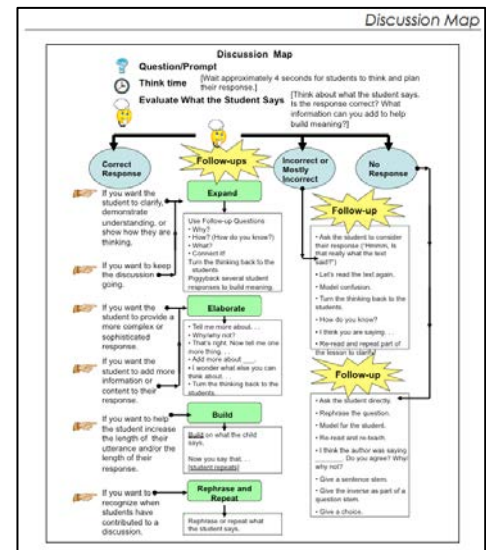 Discussion Map
Discussion Map
Question/Prompt
Think time [Wait approximately 4 seconds for students to think and plan
their response.]
Evaluate What the Student Says [Think about what the student says.
Is the response correct? What
information can you add to help
build meaning?]
Correct
Response
Follow-ups
Incorrect or
Mostly
Incorrect
No
Response
If you want the
student to clarify,
demonstrate
understanding, or
show how they are
thinking.
If you want to keep
the discussion
going.
Expand
Use Follow-up Questions
• Why?
• How? (How do you know?)
• What?
• Connect it!
Turn the thinking back to the
students.
Piggyback several student
responses to build meaning.
If you want the
student to provide a
more complex or
sophisticated
response.
If you want the
student to add more
information or
content to their
response.
Elaborate
• Tell me more about. . .
• Why/why not?
• That's right. Now tell me one
more thing. . .
• Add more about ___.
• I wonder what else you can
think about. . .
• Turn the thinking back to the
students.
If you want to help
the student increase
the length of their
utterance and/or the
length of their
response.
Build
Build on what the child
says.
Now you say that. . .
[student repeats]
If you want to
recognize when
students have
contributed to a
discussion.
Rephrase and
Repeat
Rephrase or repeat what
the student says.
Follow-up
• Ask the student to consider
their response ("Hmmm, Is
that really what the text
said?")
• Let's read the text again.
• Model confusion.
• Turn the thinking back to the
students.
• How do you know?
• I think you are saying. . .
• Re-read and repeat part of
the lesson to clarify
Follow-up
• Ask the student directly.
• Rephrase the question.
• Model for the student.
• Re-read and re-teach.
• I think the author was saying
______. Do you agree? Why/
why not?
• Give a sentence stem.
• Give the inverse as part of a
question stem.
• Give a choice.